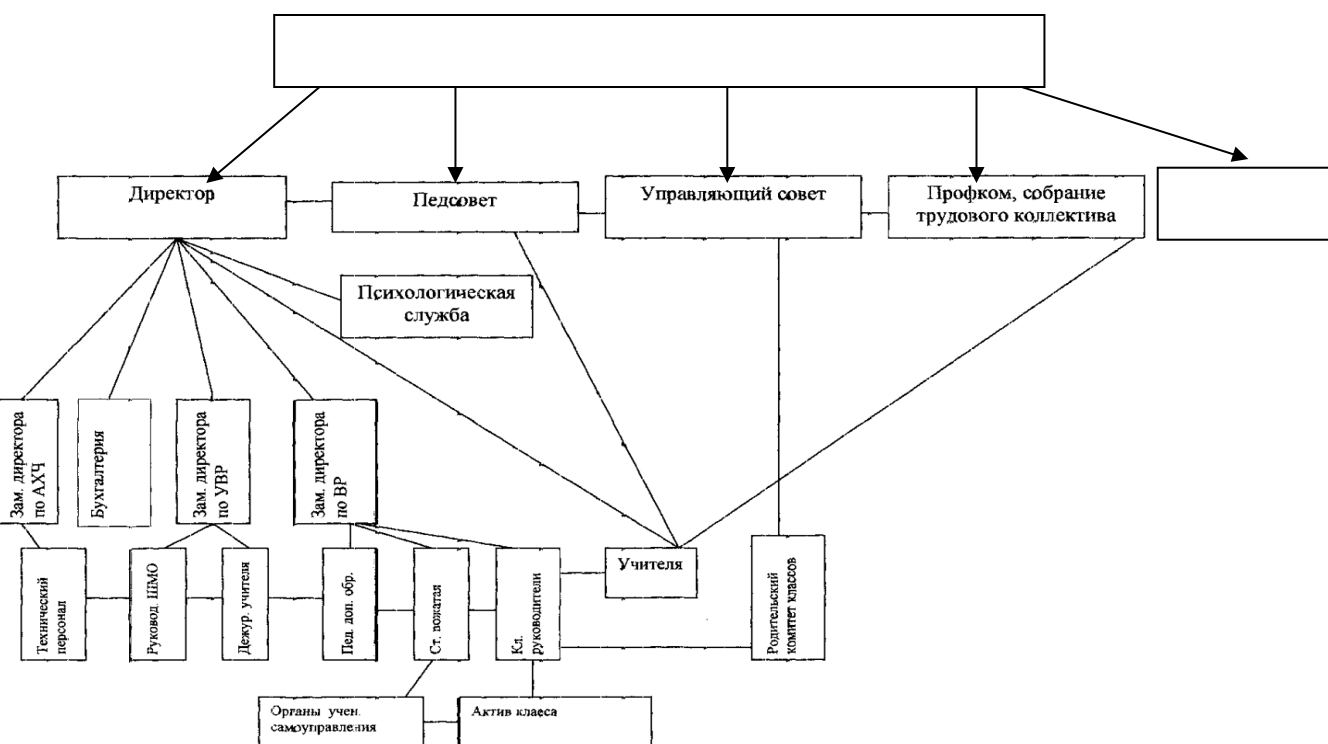 Директор
Педсовет
Управляющий совет
Профком, собрание
трудового коллектива
Психологическая
служба
Зам. директора
по АХЧ
Бухгалтерия
Зам. директора
по УВР
Зам. директора
по ВР
Технический
персонал
Руковод. ШМО
Дежур. учителя
Пед. доп. обр.
Ст. вожатая
Кл.
руководители
Учителя
Родительский
комитет классов
Органы учен.
самоуправления
Актив класса